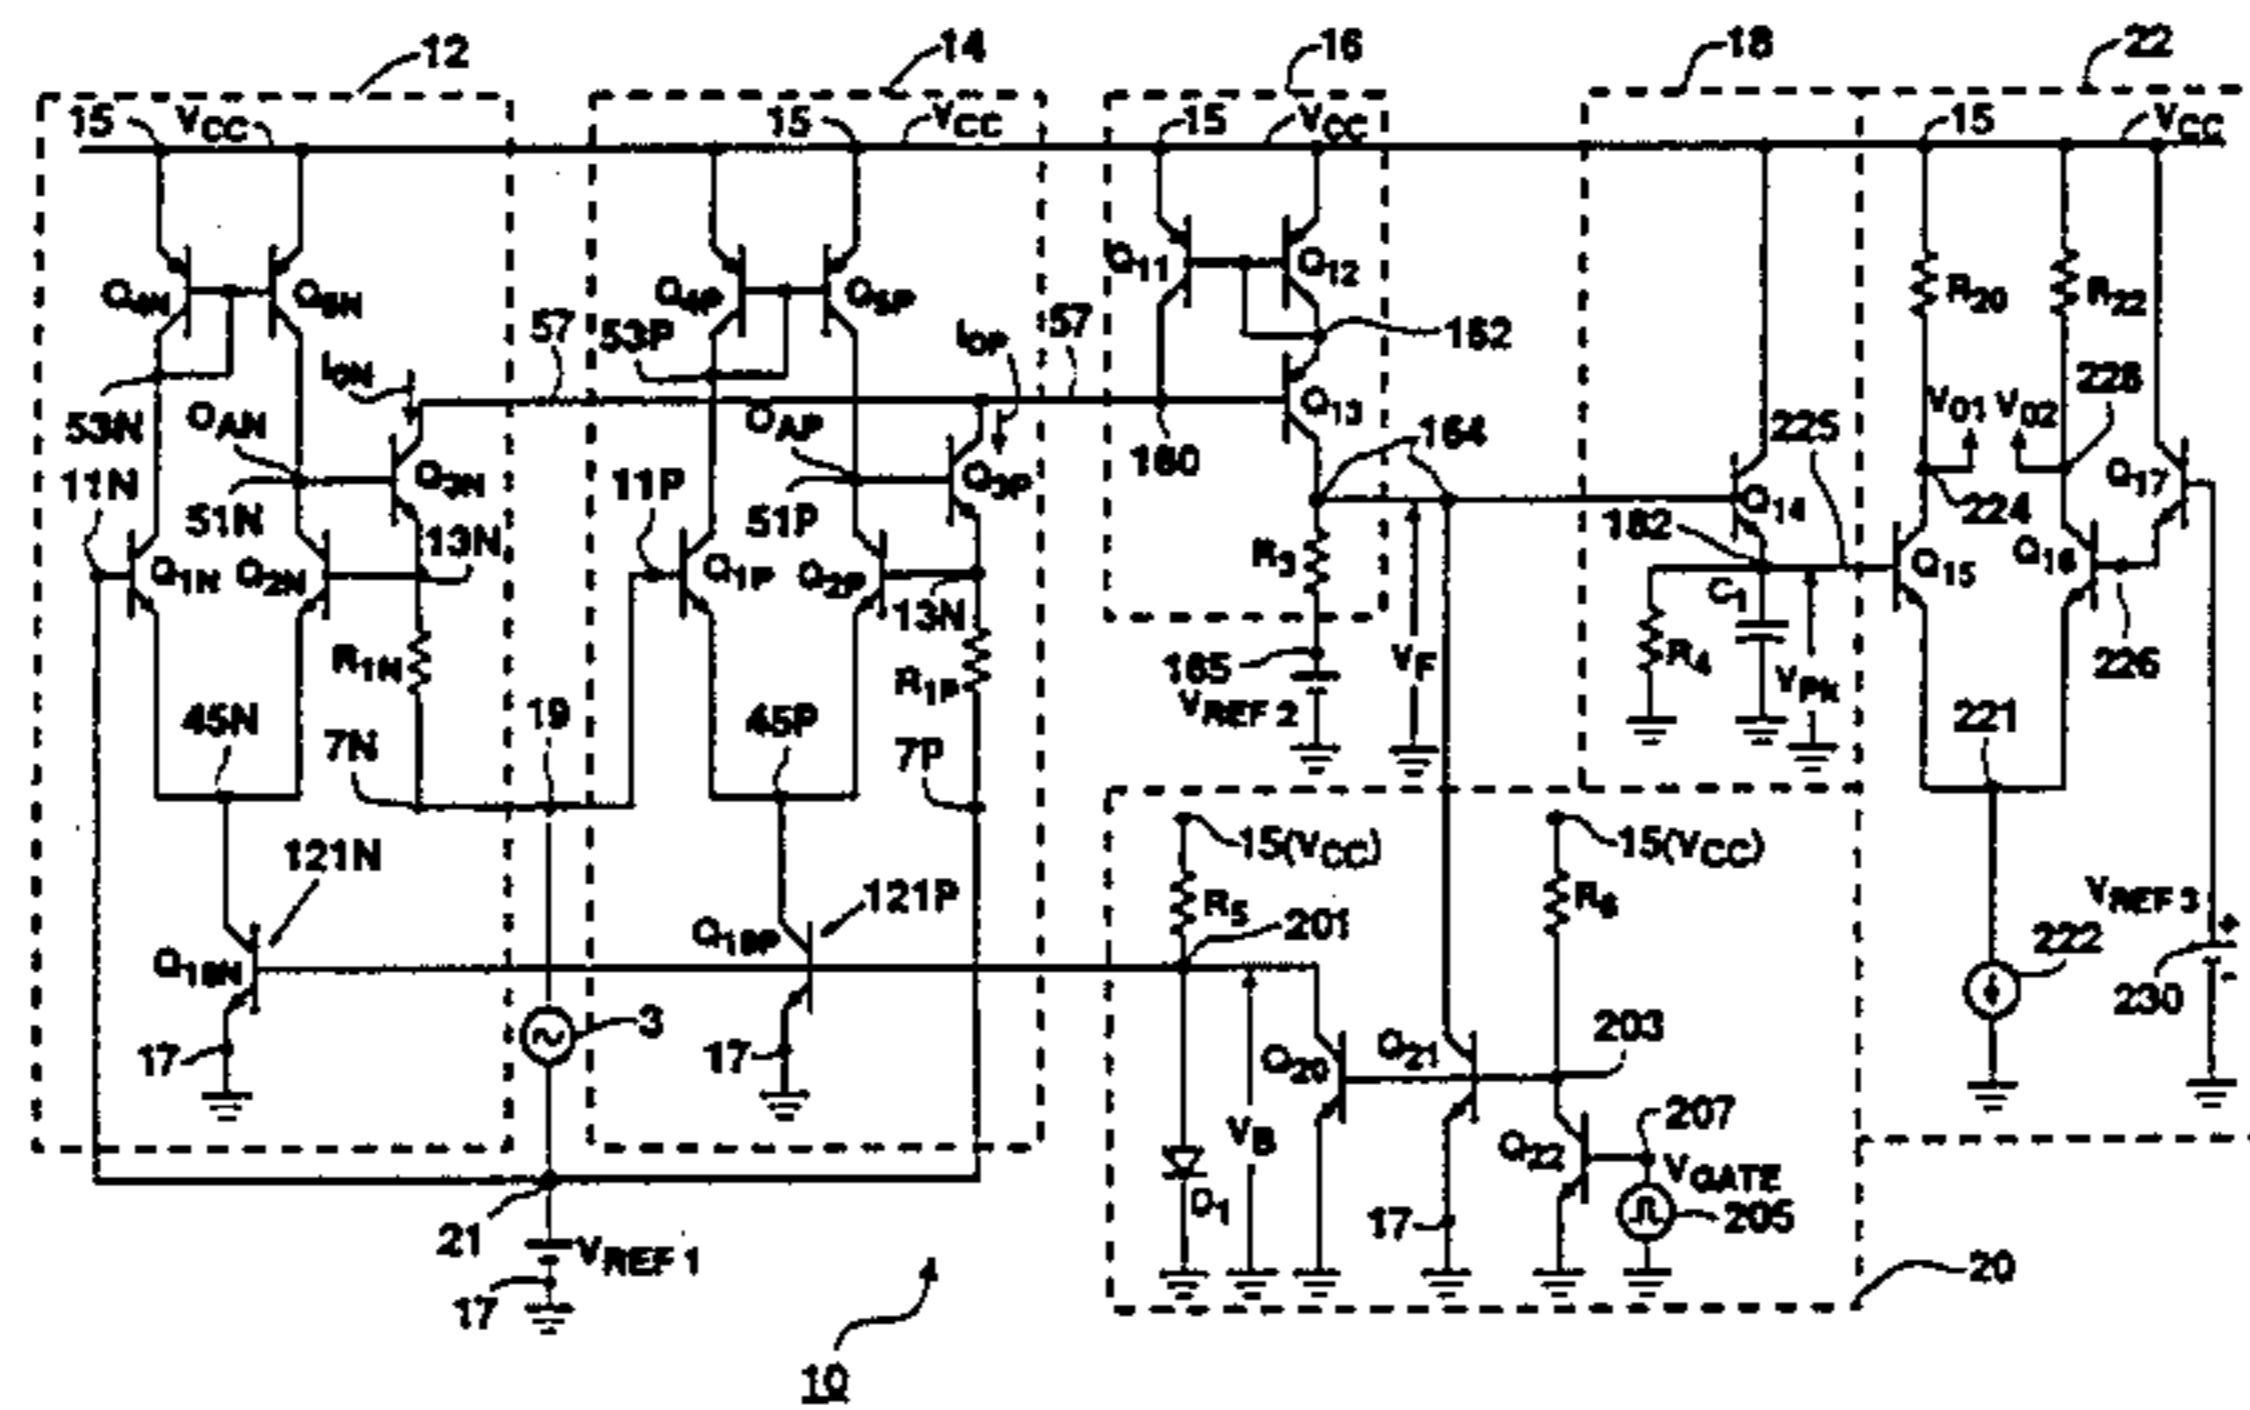 12
14
16
18
22
15
VCC
15
VCC
15
VCC
15
VCC
Q4N
Q5N
Q4P
Q5P
Q11
Q12
R20
R22
57
53P
IOP
57
162
ION
53N
OAN
OAP
Q13
VO1
VO2
228
225
164
160
11N
51N
Q3N
11P
51P
Q3P
Q14
Q17
224
13N
182
Q1N
Q2N
Q1P
Q2P
13N
R3
C1
Q15
Q16
R1N
R1P
165
VREF 2
VF
R4
VPK
226
45N
19
45P
7N
7P
221
121N
121P
15(VCC)
15(VCC)
R5
R6
201
VREF 3
+
222
Q18N
Q18P
230
-
3
17
17
Q20
Q21
203
VB
207
Q22
VGATE
D1
17
205
21
VREF 1
17
20
10